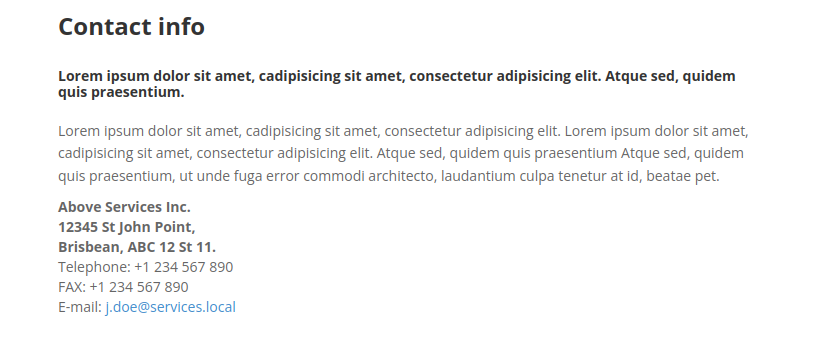 Contact info
Lorem ipsum dolor sit amet, cadipisicing sit amet, consectetur adipisicing elit. Atque sed, quidem
quis praesentium.
Lorem ipsum dolor sit amet, cadipisicing sit amet, consectetur adipisicing elit. Lorem ipsum dolor sit amet,
cadipisicing sit amet, consectetur adipisicing elit. Atque sed, quidem quis praesentium Atque sed, quidem
quis praesentium, ut unde fuga error commodi architecto, laudantium culpa tenetur at id, beatae pet.
Above Services Inc.
12345 St John Point,
Brisbean, ABC 12 St 11.
Telephone: +1 234 567 890
FAX: +1 234 567 890
E-mail: j.doe@services.local